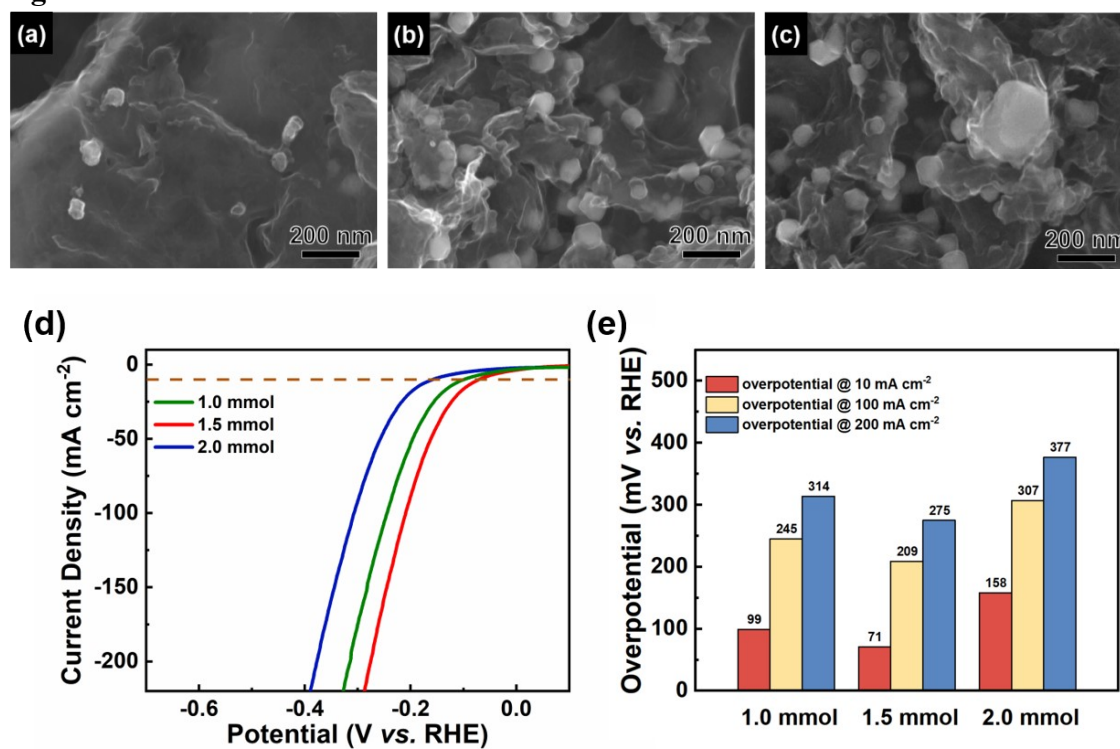 (a)
(b)
(c)
200 nm
200 nm
200 nm
(d)
(e)
0
-50
-100
-150
-200
Current Density (mA cm-2)
1.0 mmol
1.5 mmol
2.0 mmol
-0.6
-0.4
-0.2
0.0
Potential (V vs. RHE)
Overpotential (mV vs. RHE)
500
400
300
200
100
0
overpotential @ 10 mA cm-2
overpotential @ 100 mA cm-2
overpotential @ 200 mA cm-2
99
245
314
71
209
275
158
307
377
1.0 mmol
1.5 mmol
2.0 mmol